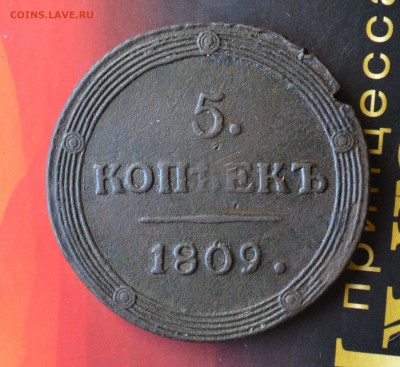 COINS.LAVE.RU
5.
КОПѢЕКЪ
1809.
принцесса